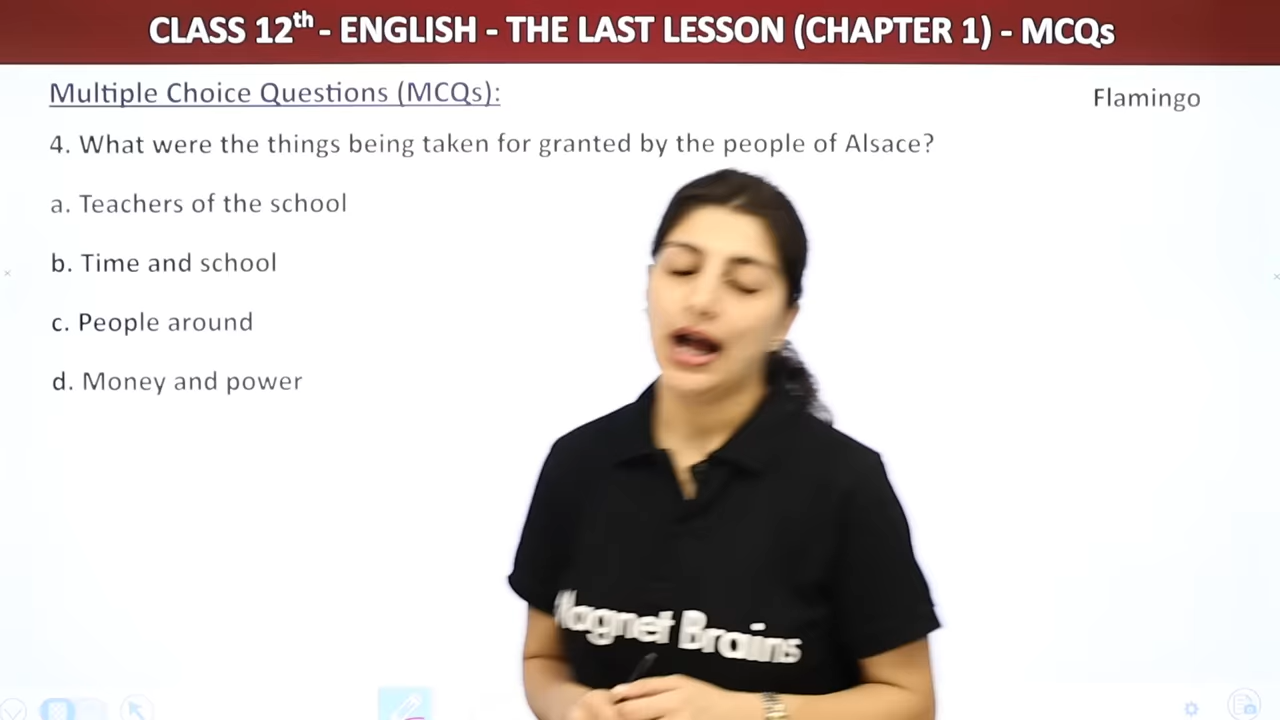 CLASS 12th - ENGLISH - THE LAST LESSON (CHAPTER 1) - MCQs
Multiple Choice Questions (MCQs):
Flamingo
4. What were the things being taken for granted by the people of Alsace?
a. Teachers of the school
b. Time and school
c. People around
d. Money and power
Magnet Brains